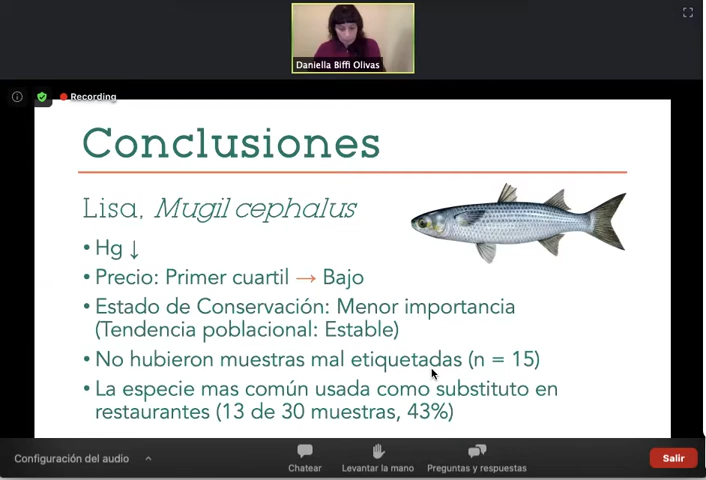 Daniella Biffi Olivas
Recording
Conclusiones
Lisa, Mugil cephalus
• Hg ↓
• Precio: Primer cuartil → Bajo
• Estado de Conservación: Menor importancia
(Tendencia poblacional: Estable)
• No hubieron muestras mal etiquetadas (n = 15)
• La especie mas común usada como substituto en
restaurantes (13 de 30 muestras, 43%)
Configuración del audio
Chatear
Levantar la mano
Preguntas y respuestas
Salir